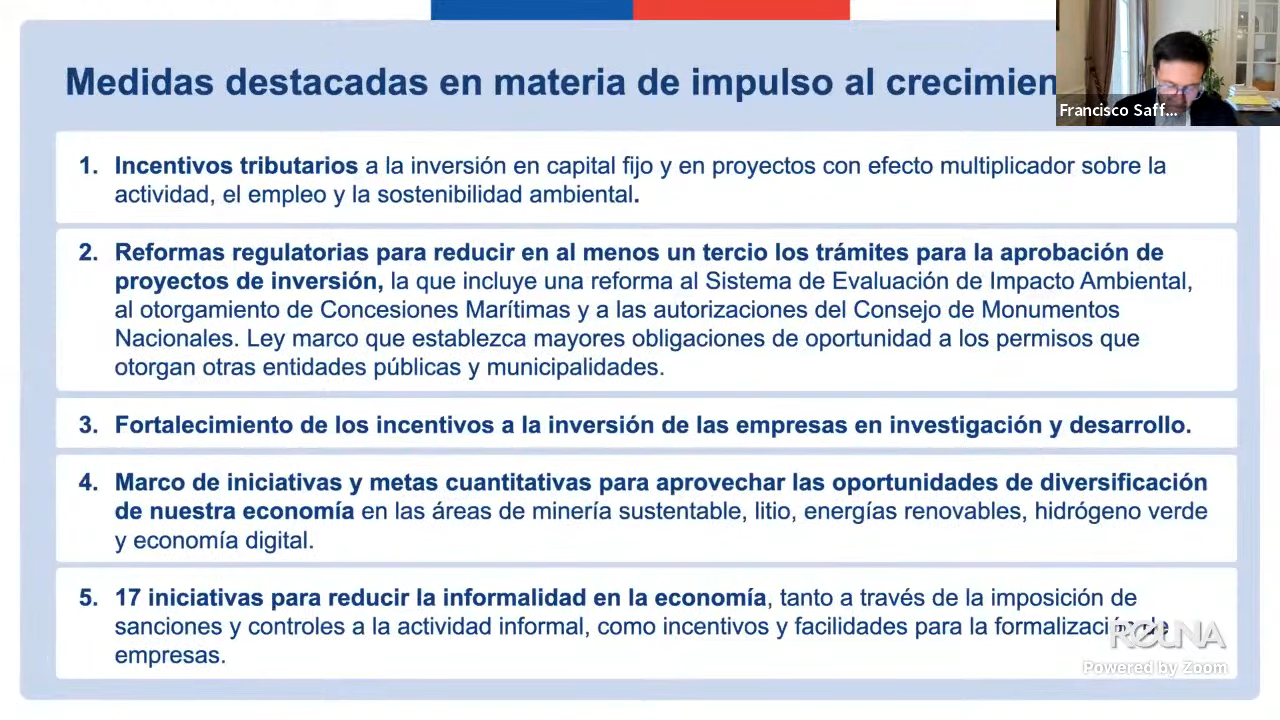 Medidas destacadas en materia de impulso al crecimien
Francisco Saff...
1. Incentivos tributarios a la inversión en capital fijo y en proyectos con efecto multiplicador sobre la
actividad, el empleo y la sostenibilidad ambiental.
2. Reformas regulatorias para reducir en al menos un tercio los trámites para la aprobación de
proyectos de inversión, la que incluye una reforma al Sistema de Evaluación de Impacto Ambiental,
al otorgamiento de Concesiones Marítimas y a las autorizaciones del Consejo de Monumentos
Nacionales. Ley marco que establezca mayores obligaciones de oportunidad a los permisos que
otorgan otras entidades públicas y municipalidades.
3. Fortalecimiento de los incentivos a la inversión de las empresas en investigación y desarrollo.
4. Marco de iniciativas y metas cuantitativas para aprovechar las oportunidades de diversificación
de nuestra economía en las áreas de minería sustentable, litio, energías renovables, hidrógeno verde
y economía digital.
5. 17 iniciativas para reducir la informalidad en la economía, tanto a través de la imposición de
sanciones y controles a la actividad informal, como incentivos y facilidades para la formalización de
empresas.
REUNA
Powered by Zoom